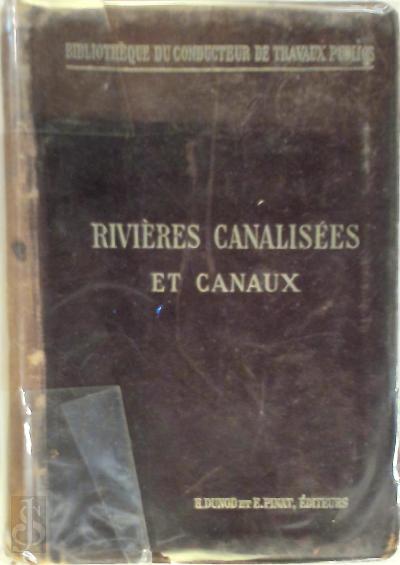 BIBLIOTHÈQUE DU CONDUCTEUR DE TRAVAUX PUBLICS
RIVIÈRES CANALISÉES
ET CANAUX
H. DUNOD ET E. PINAT, ÉDITEURS